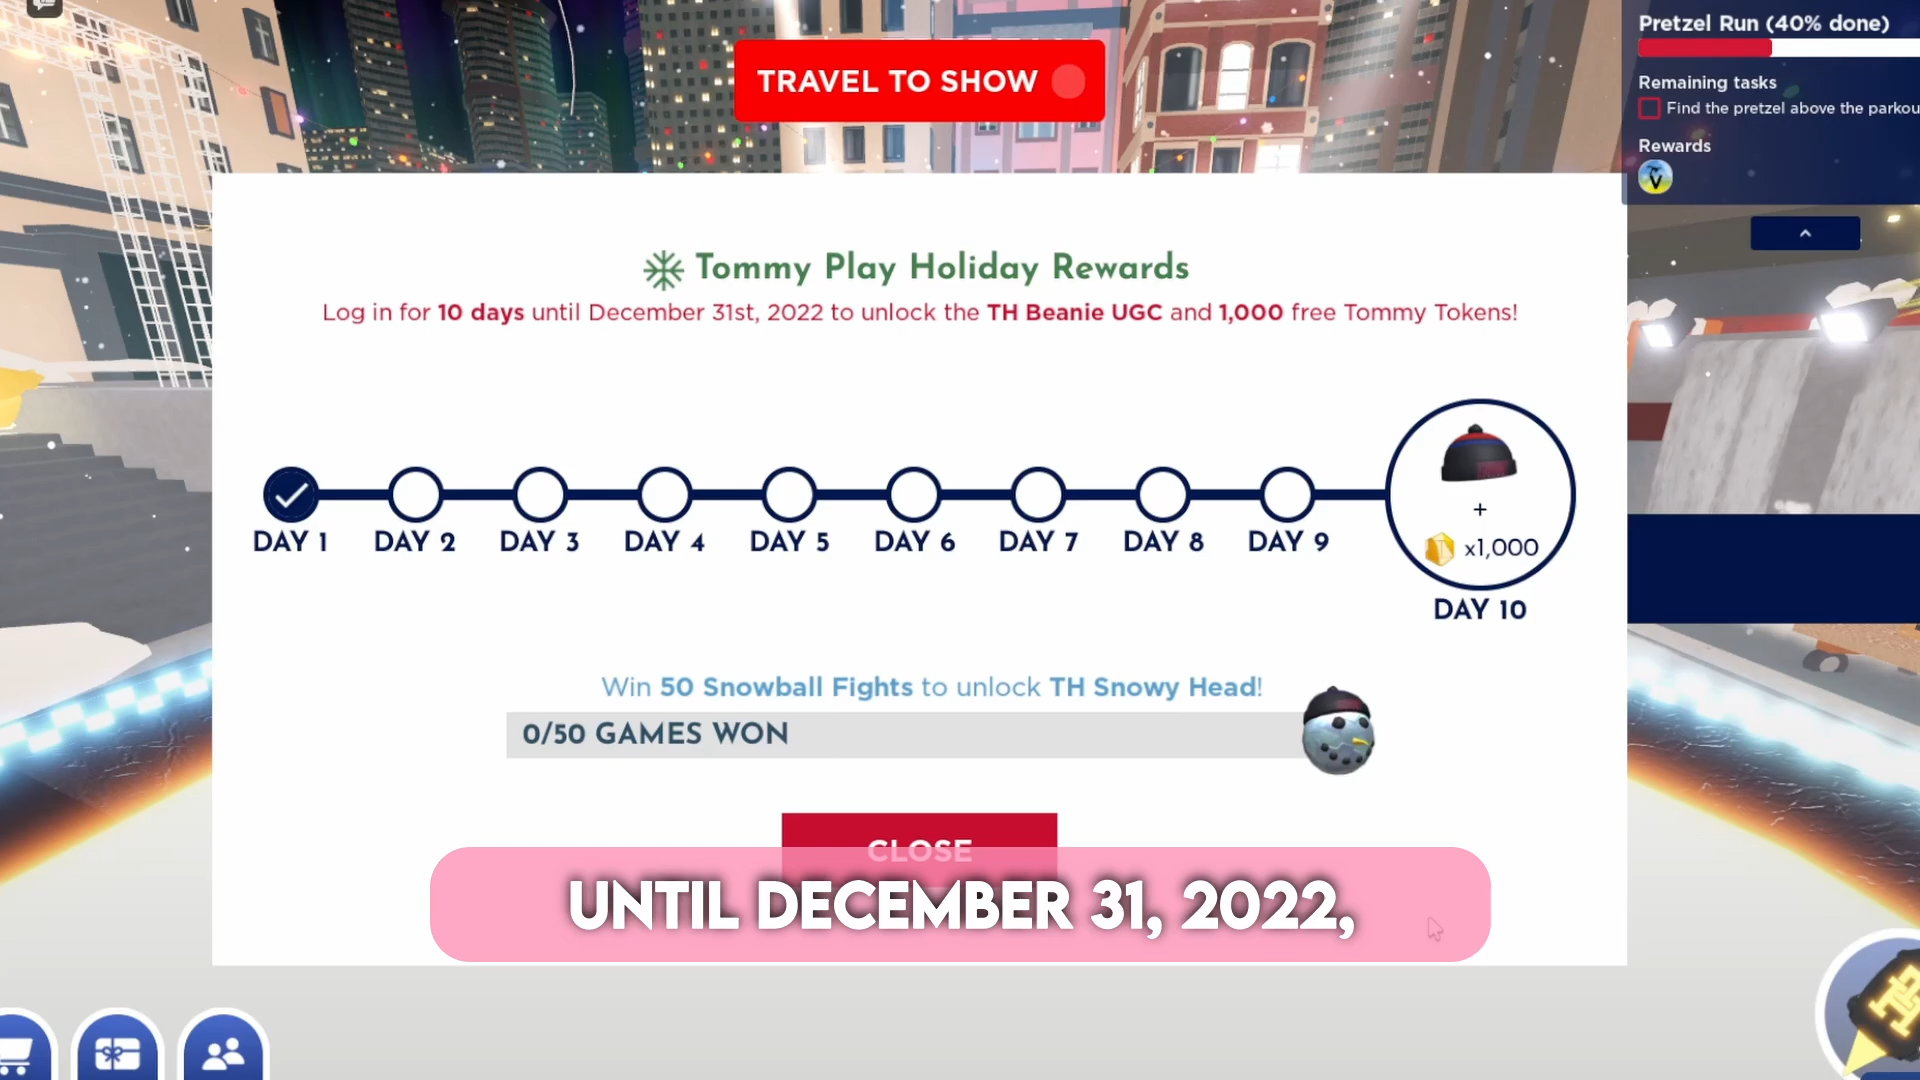 TRAVEL TO SHOW
Pretzel Run (40% done)
Remaining tasks
Find the pretzel above the parkou
Rewards
Tommy Play Holiday Rewards
Log in for 10 days until December 31st, 2022 to unlock the TH Beanie UGC and 1,000 free Tommy Tokens!
+
x1,000
DAY 1 DAY 2 DAY 3 DAY 4 DAY 5 DAY 6 DAY 7 DAY 8 DAY 9
DAY 10
Win 50 Snowball Fights to unlock TH Snowy Head!
0/50 GAMES WON
CLOSE
UNTIL DECEMBER 31, 2022,